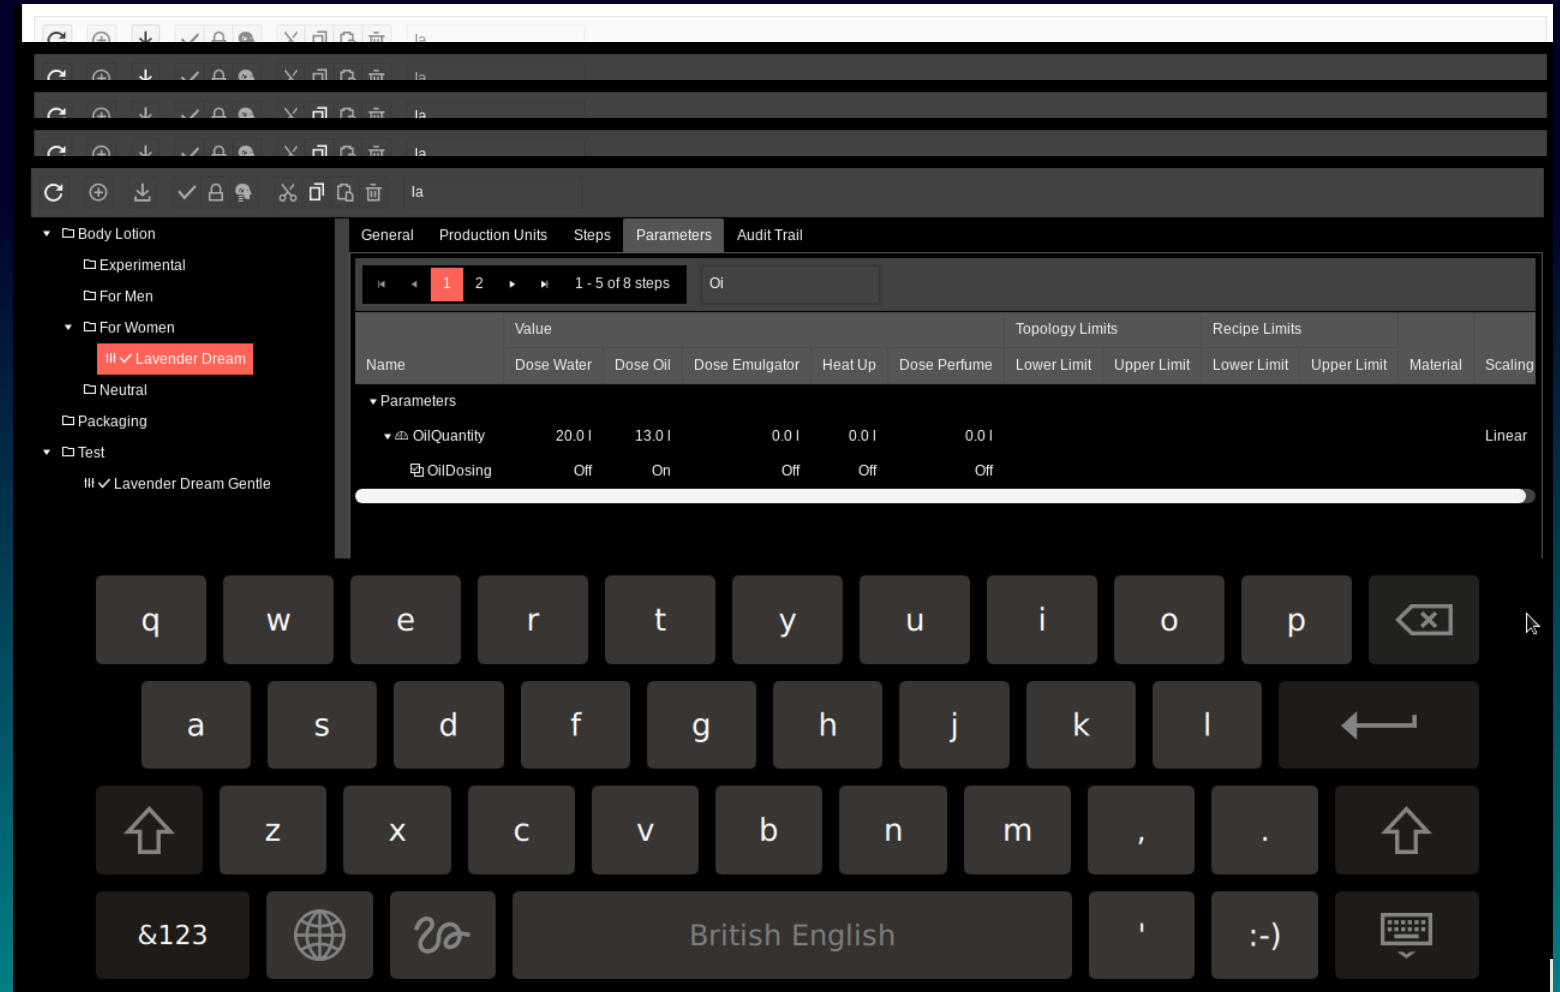 la
la
la
la
la
Body Lotion
Experimental
For Men
For Women
Lavender Dream
Neutral
Packaging
Test
Lavender Dream Gentle
General Production Units Steps Parameters Audit Trail
1 2 1 - 5 of 8 steps Oi
Value Topology Limits Recipe Limits
Name Dose Water Dose Oil Dose Emulgator Heat Up Dose Perfume Lower Limit Upper Limit Lower Limit Upper Limit Material Scaling
Parameters
OilQuantity 20.0 l 13.0 l 0.0 l 0.0 l 0.0 l Linear
OilDosing Off On Off Off Off
q w e r t y u i o p
a s d f g h j k l
z x c v b n m , .
&123 British English ' :-)